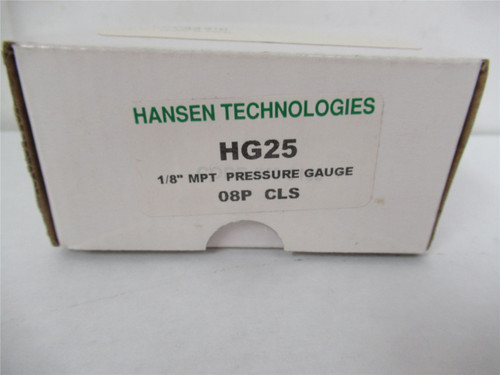 HANSEN TECHNOLOGIES
HG25
1/8" MPT PRESSURE GAUGE
08P CLS